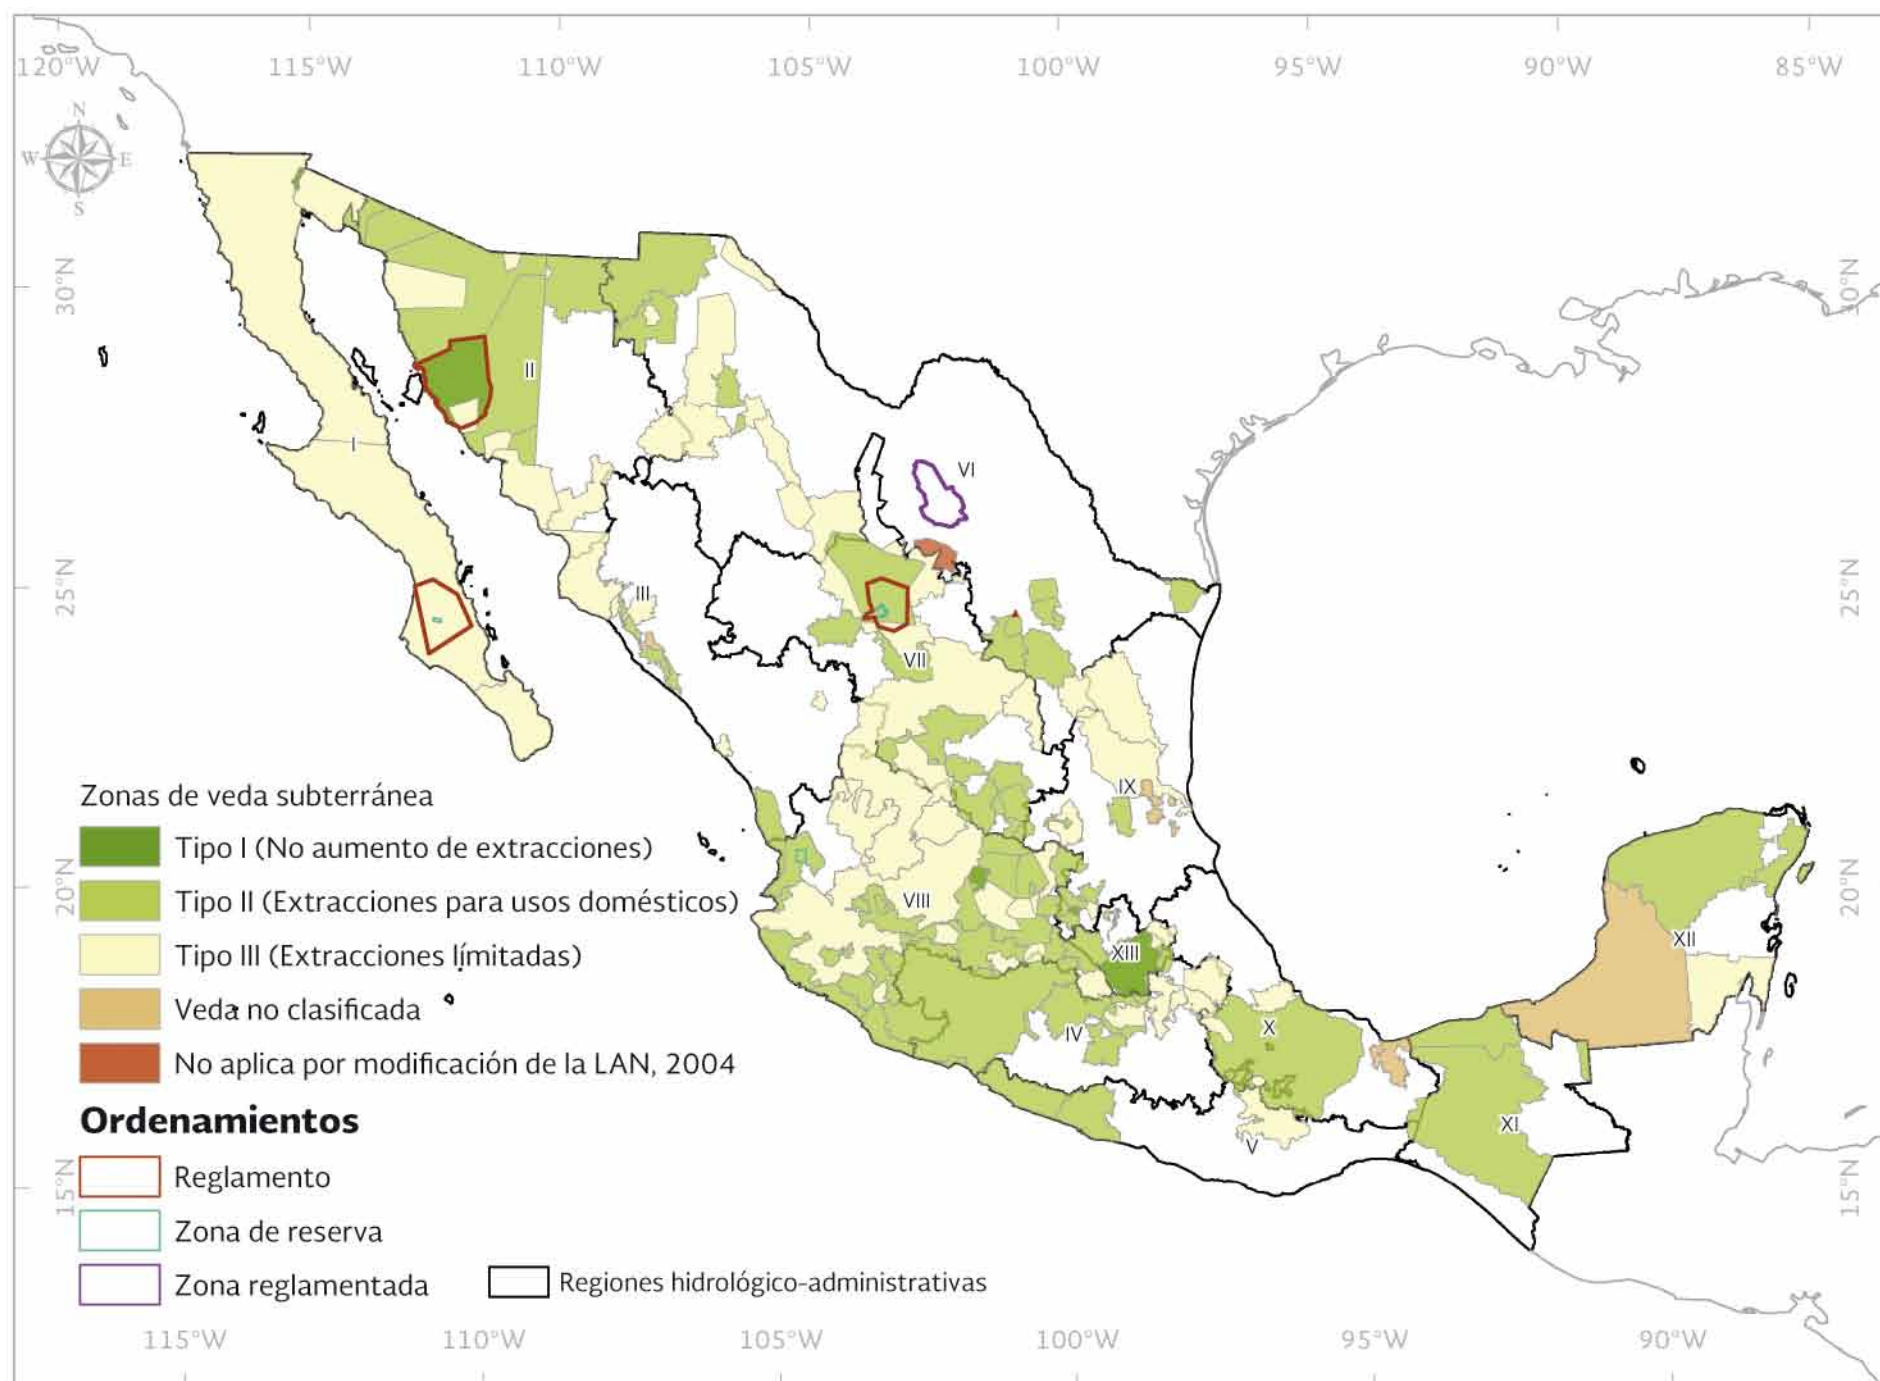 120°W 115°W 110°W 105°W 100°W 95°W 90°W 85°W
N
W E
S
30°N 30°N
II
I
VI
25°N 25°N
III
VII
Zonas de veda subterránea
IX
Tipo I (No aumento de extracciones)
20°N 20°N
Tipo II (Extracciones para usos domésticos)
VIII
XII
Tipo III (Extracciones límitadas)
XIII
Veda no clasificada
IV
X
No aplica por modificación de la LAN, 2004
Ordenamientos
XI
V
Reglamento
15°N 15°N
Zona de reserva
Zona reglamentada
Regiones hidrológico-administrativas
115°W 110°W 105°W 100°W 95°W 90°W